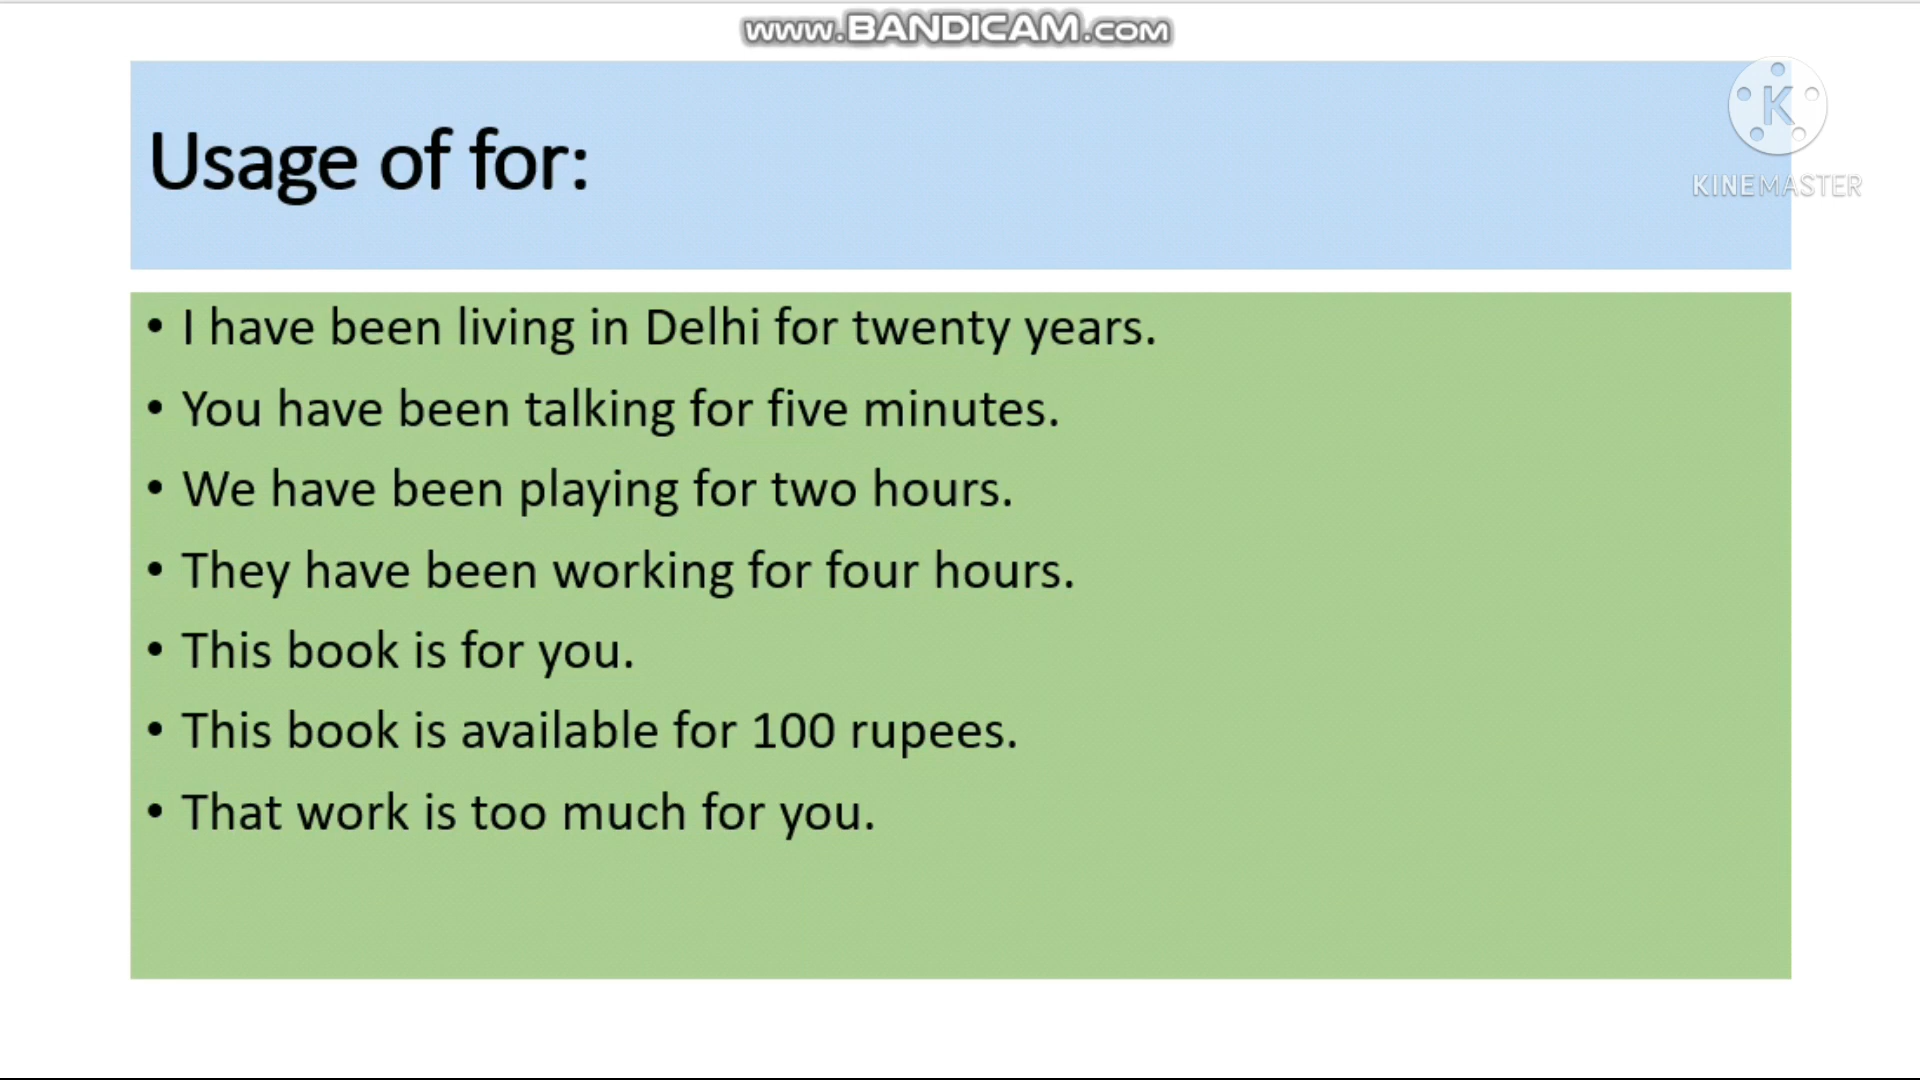 www.BANDICAM.com
Usage of for:
K
KINEMASTER
• I have been living in Delhi for twenty years.
• You have been talking for five minutes.
• We have been playing for two hours.
• They have been working for four hours.
• This book is for you.
• This book is available for 100 rupees.
• That work is too much for you.